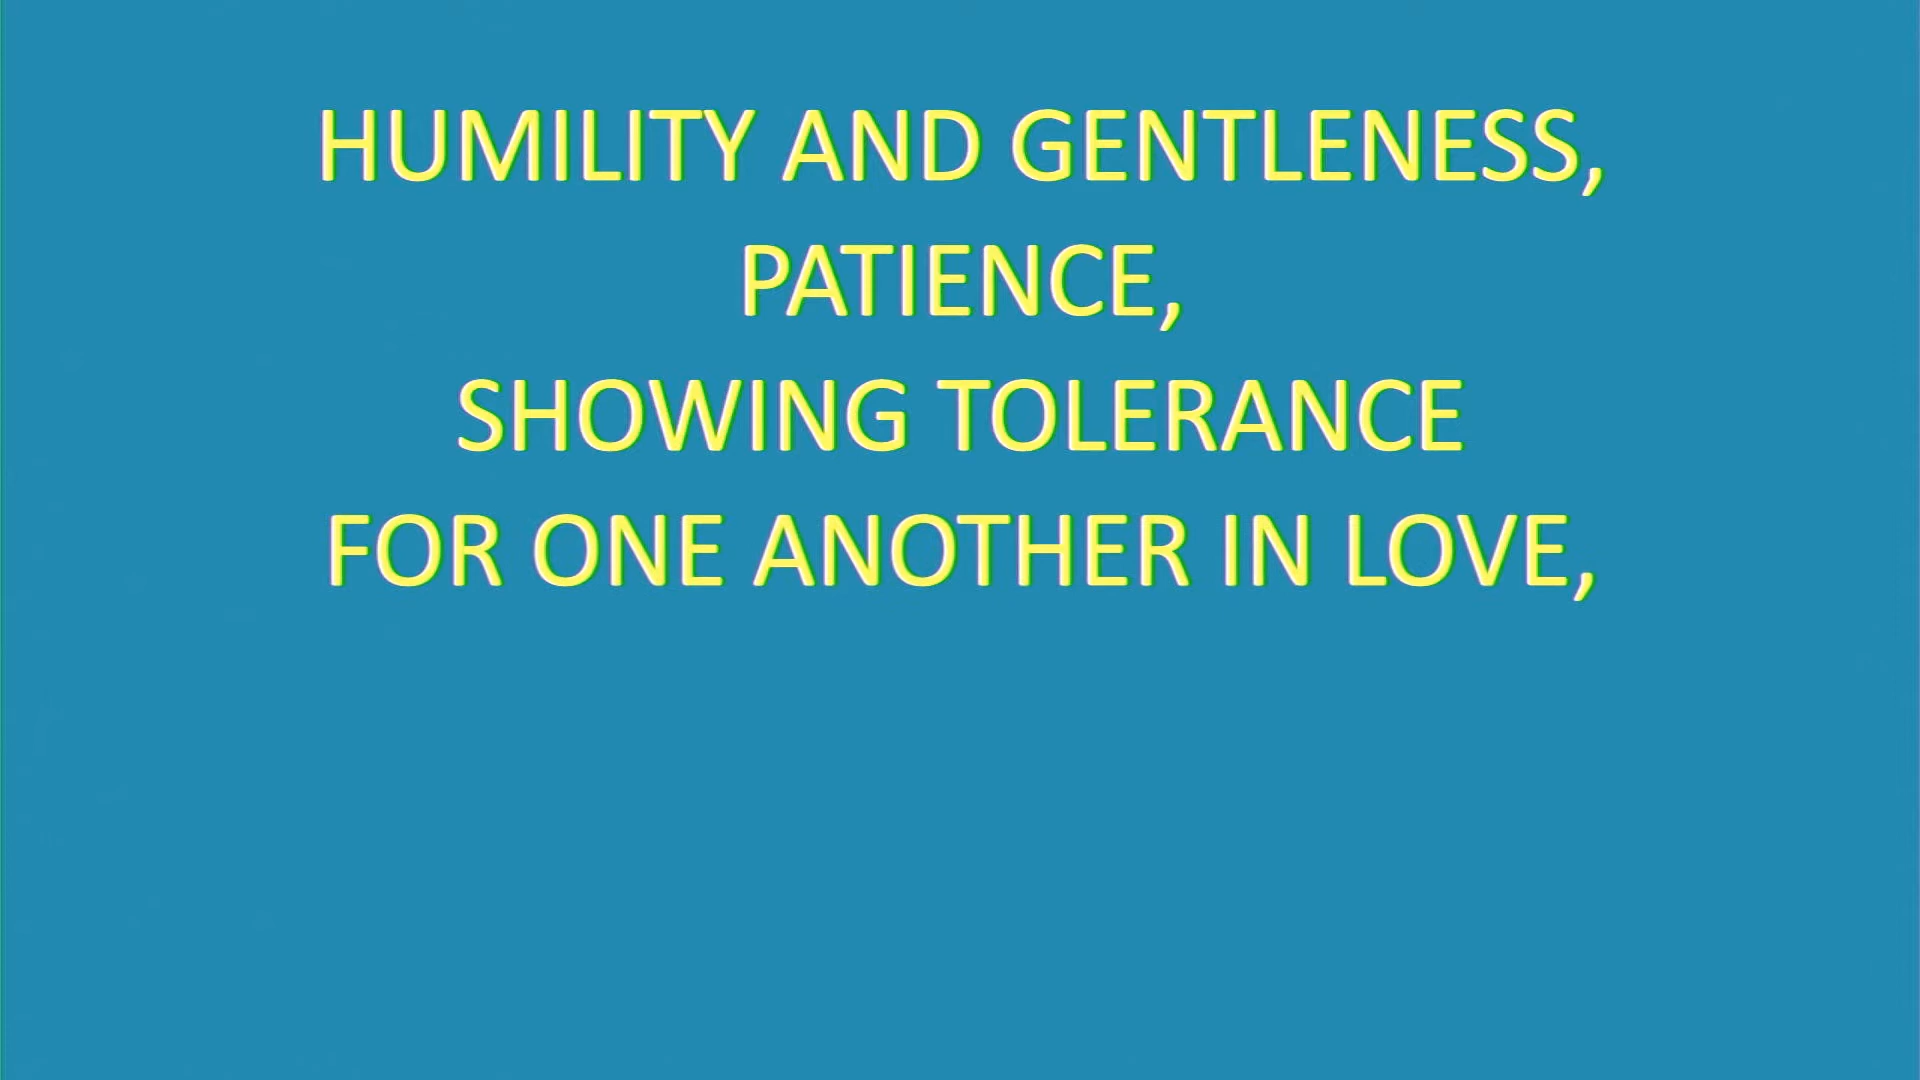 HUMILITY AND GENTLENESS,
PATIENCE,
SHOWING TOLERANCE
FOR ONE ANOTHER IN LOVE,